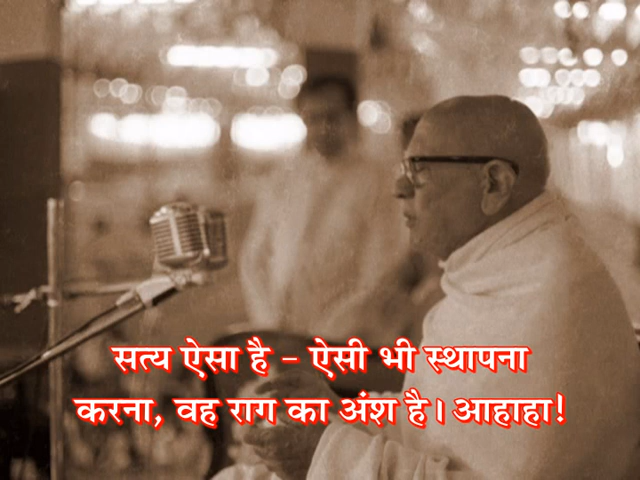 सत्य ऐसा है - ऐसी भी स्थापना
करना, वह राग का अंश है। आहाहा!